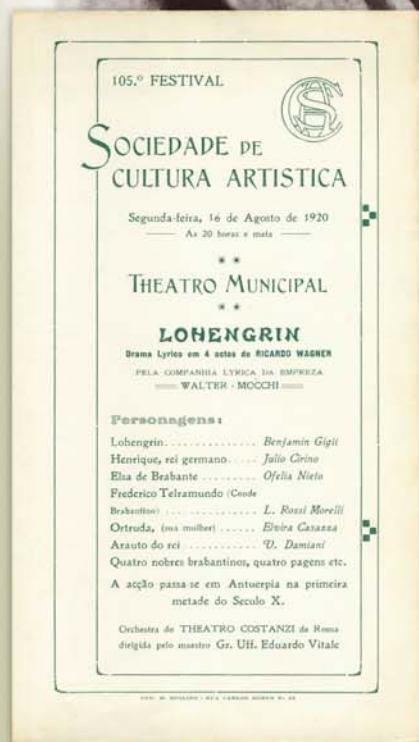 105.º FESTIVAL
SOCIEDADE DE
CULTURA ARTISTICA
Segunda-feira, 16 de Agosto de 1920
As 20 horas e meia
THEATRO MUNICIPAL
LOHENGRIN
Drama Lyrico em 4 actos de RICARDO WAGNER
PELA COMPANHIA LYRICA DA EMPREZA
WALTER - MOCCHI
Personagens:
Lohengrin . . . . . . . . . . . . . . Benjamin Gigli
Henrique, rei germano . . . . . Julio Cirino
Elsa de Brabante . . . . . . . . . Ofelia Nieto
Frederico Telramundo (Conde
Brabantino) . . . . . . . . . . . . . L. Rossi Morelli
Ortruda, (sua mulher) . . . . . . Elvira Casazza
Arauto do rei . . . . . . . . . . . V. Damiani
Quatro nobres brabantinos, quatro pagens etc.
A acção passa-se em Antuerpia na primeira
metade do Seculo X.
Orchestra de THEATRO COSTANZI de Roma
dirigida pelo maestro Gr. Uff. Eduardo Vitale